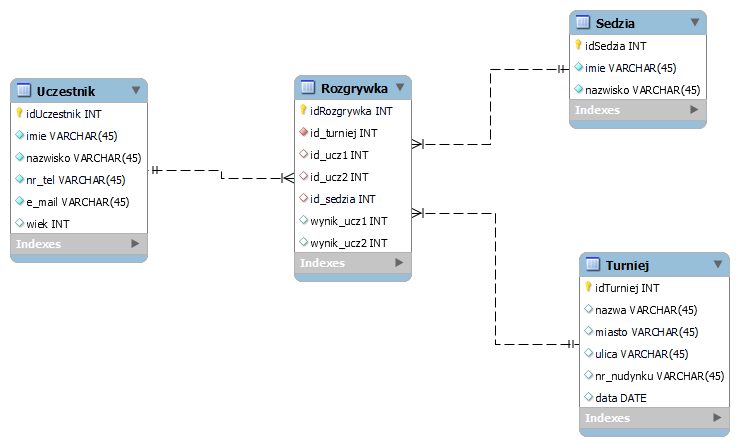 Uczestnik
idUczestnik INT
imie VARCHAR(45)
nazwisko VARCHAR(45)
nr_tel VARCHAR(45)
e_mail VARCHAR(45)
wiek INT
Indexes
Rozgrywka
idRozgrywka INT
id_turniej INT
id_ucz1 INT
id_ucz2 INT
id_sedzia INT
wynik_ucz1 INT
wynik_ucz2 INT
Indexes
Sedzia
idSedzia INT
imie VARCHAR(45)
nazwisko VARCHAR(45)
Indexes
Turniej
idTurniej INT
nazwa VARCHAR(45)
miasto VARCHAR(45)
ulica VARCHAR(45)
nr_nudynku VARCHAR(45)
data DATE
Indexes